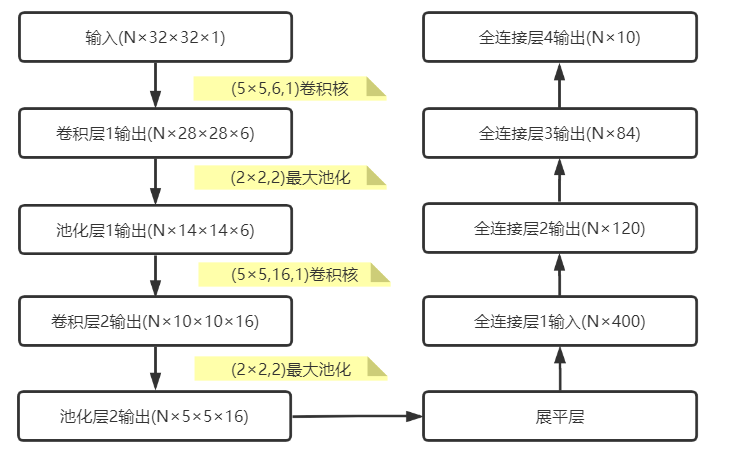 输入(N×32×32×1)
(5×5,6,1)卷积核
卷积层1输出(N×28×28×6)
(2×2,2)最大池化
池化层1输出(N×14×14×6)
(5×5,16,1)卷积核
卷积层2输出(N×10×10×16)
(2×2,2)最大池化
池化层2输出(N×5×5×16)
展平层
全连接层1输入(N×400)
全连接层2输出(N×120)
全连接层3输出(N×84)
全连接层4输出(N×10)